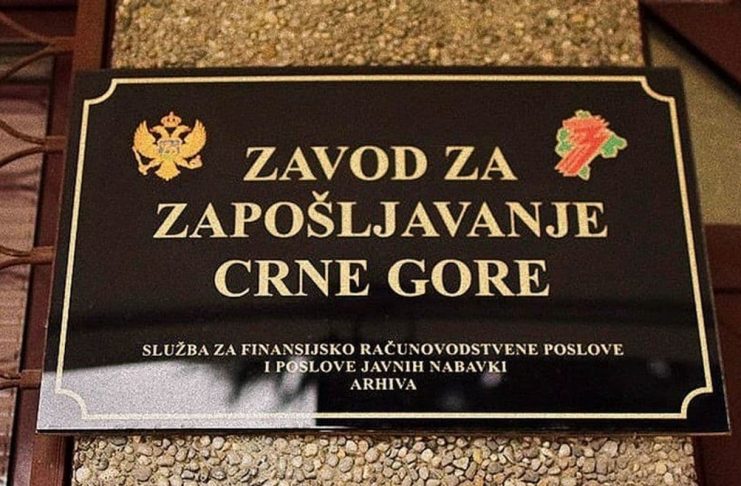 ZAVOD ZA
ZAPOŠLJAVANJE
CRNE GORE
SLUŽBA ZA FINANSIJSKO RAČUNOVODSTVENE POSLOVE
I POSLOVE JAVNIH NABAVKI
ARHIVA